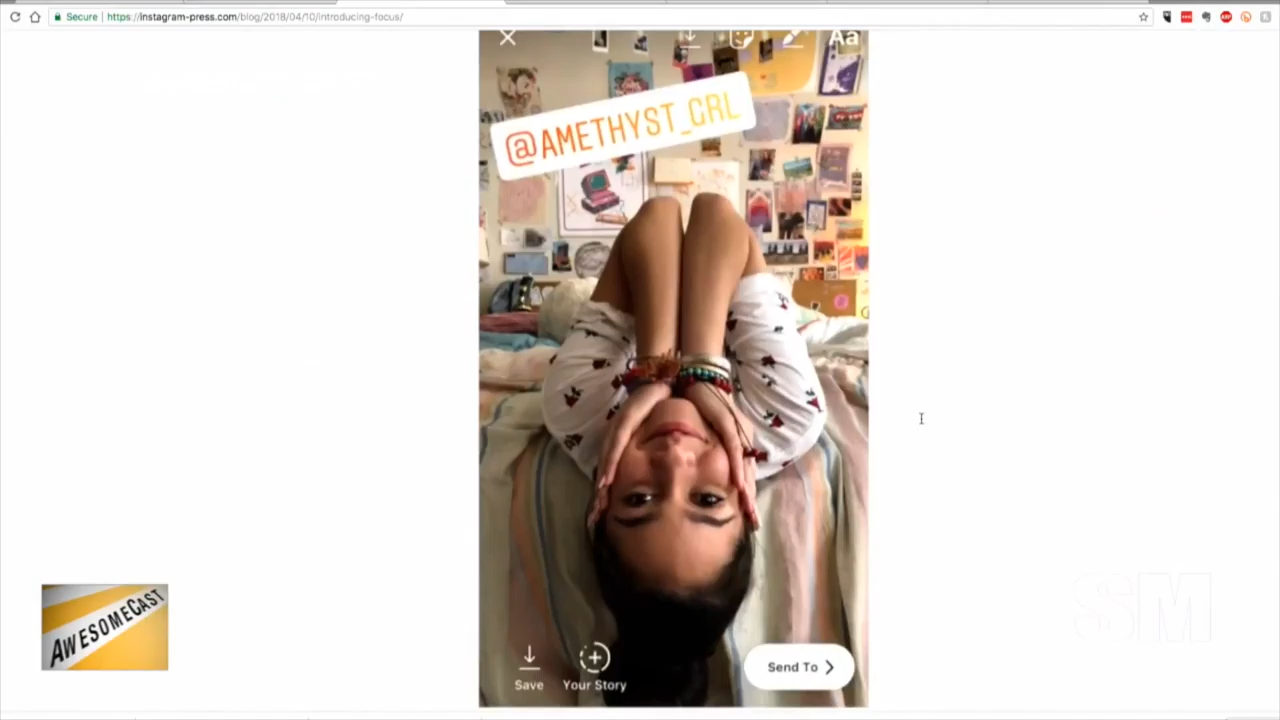 Secure https://instagram-press.com/blog/2018/04/10/introducing-focus/
Aa
@AMETHYST_GRL
AWESOMECAST
SM
Save
Your Story
Send To